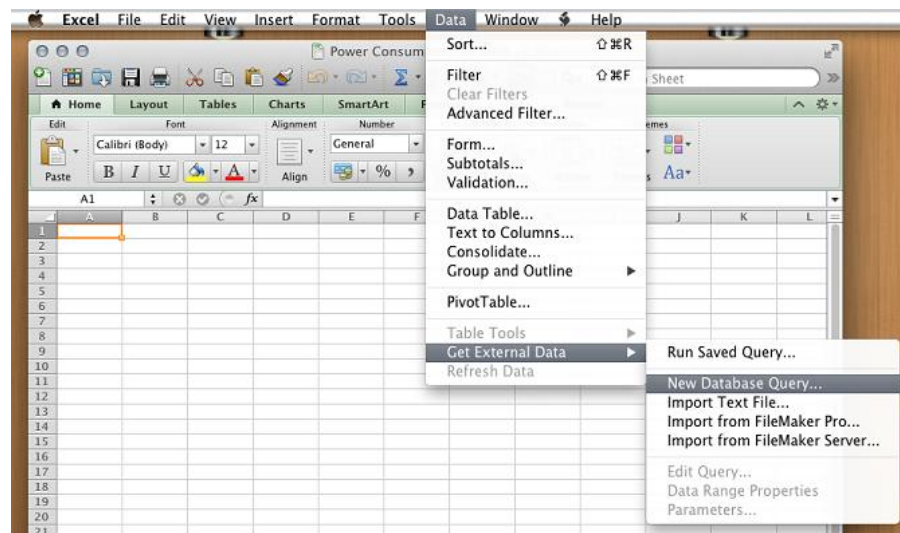 Excel File Edit View Insert Format Tools Data Window Help
Power Consum
Sheet
Home Layout Tables Charts SmartArt
Edit Font Alignment Number emes
Paste Calibri (Body) 12 General
B I U A Align % Aa
A1 fx
A B C D E F J K L
1
2
3
4
5
6
7
8
9
10
11
12
13
14
15
16
17
18
19
20
21
Sort... ⇧⌘R
Filter ⇧⌘F
Clear Filters
Advanced Filter...
Form...
Subtotals...
Validation...
Data Table...
Text to Columns...
Consolidate...
Group and Outline
PivotTable...
Table Tools
Get External Data
Refresh Data
Run Saved Query...
New Database Query...
Import Text File...
Import from FileMaker Pro...
Import from FileMaker Server...
Edit Query...
Data Range Properties
Parameters...